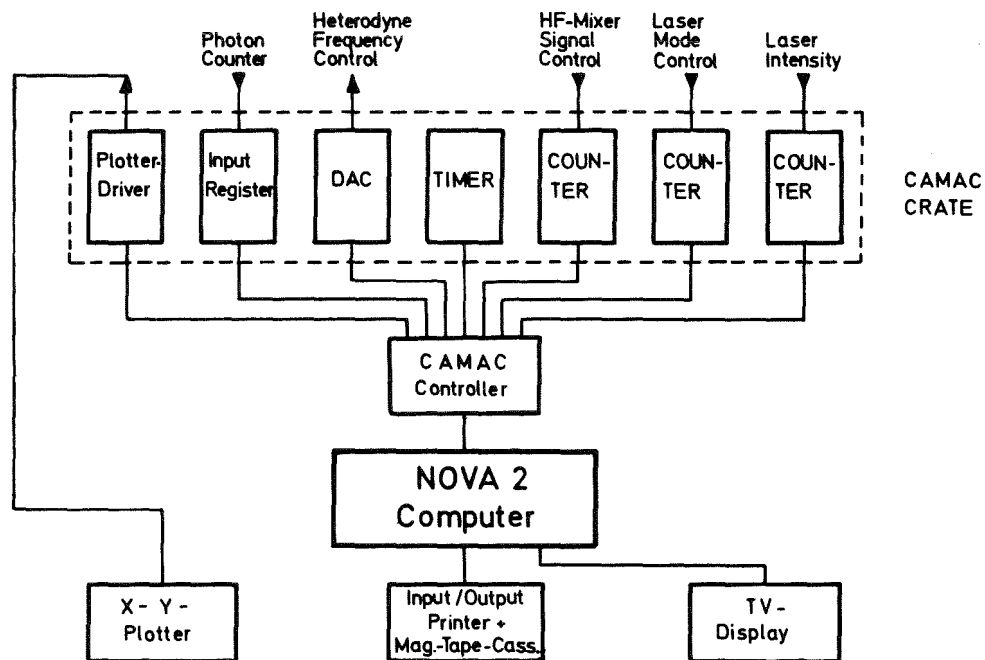 Photon
Counter
Heterodyne
Frequency
Control
HF-Mixer
Signal
Control
Laser
Mode
Control
Laser
Intensity
Plotter-
Driver
Input
Register
DAC
TIMER
COUN-
TER
COUN-
TER
COUN-
TER
CAMAC
CRATE
CAMAC
Controller
NOVA 2
Computer
X-Y-
Plotter
Input/Output
Printer +
Mag.-Tape-Cass..
TV-
Display